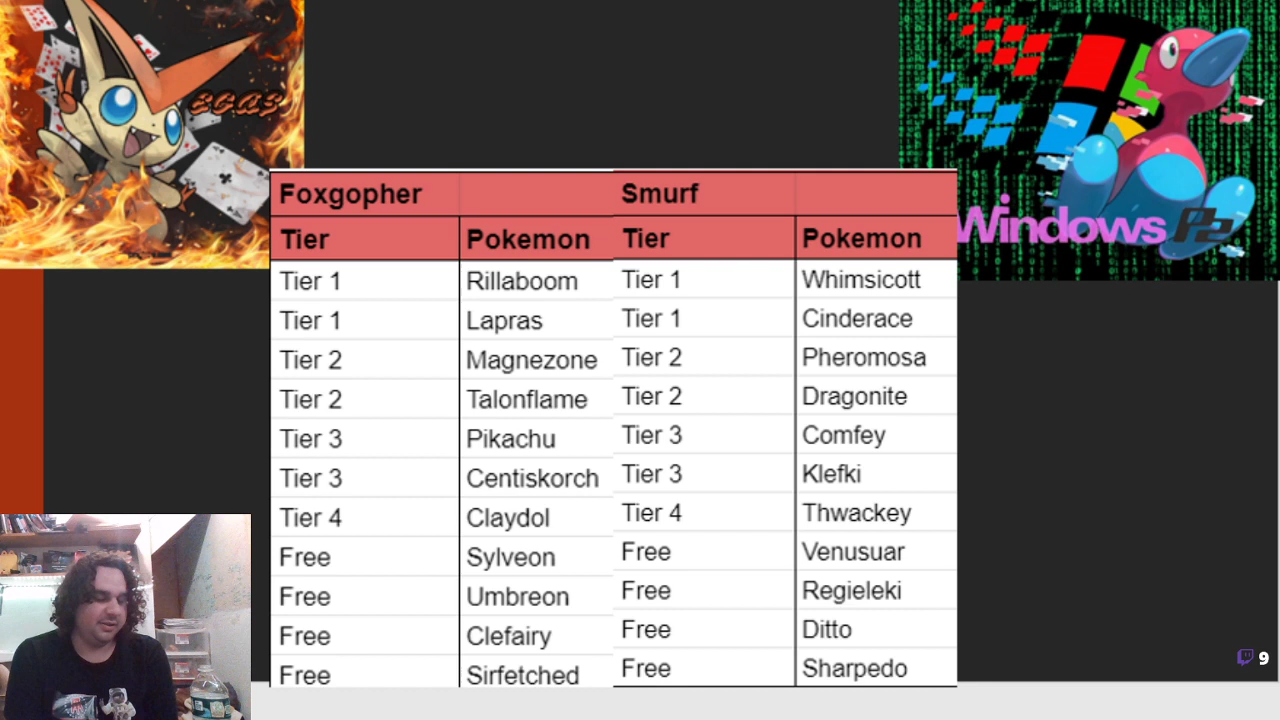 Foxgopher Smurf
Tier Pokemon Tier Pokemon
Tier 1 Rillaboom Tier 1 Whimsicott
Tier 1 Lapras Tier 1 Cinderace
Tier 2 Magnezone Tier 2 Pheromosa
Tier 2 Talonflame Tier 2 Dragonite
Tier 3 Pikachu Tier 3 Comfey
Tier 3 Centiskorch Tier 3 Klefki
Tier 4 Claydol Tier 4 Thwackey
Free Sylveon Free Venusuar
Free Umbreon Free Regieleki
Free Clefairy Free Ditto
Free Sirfetched Free Sharpedo
Windows P2
9